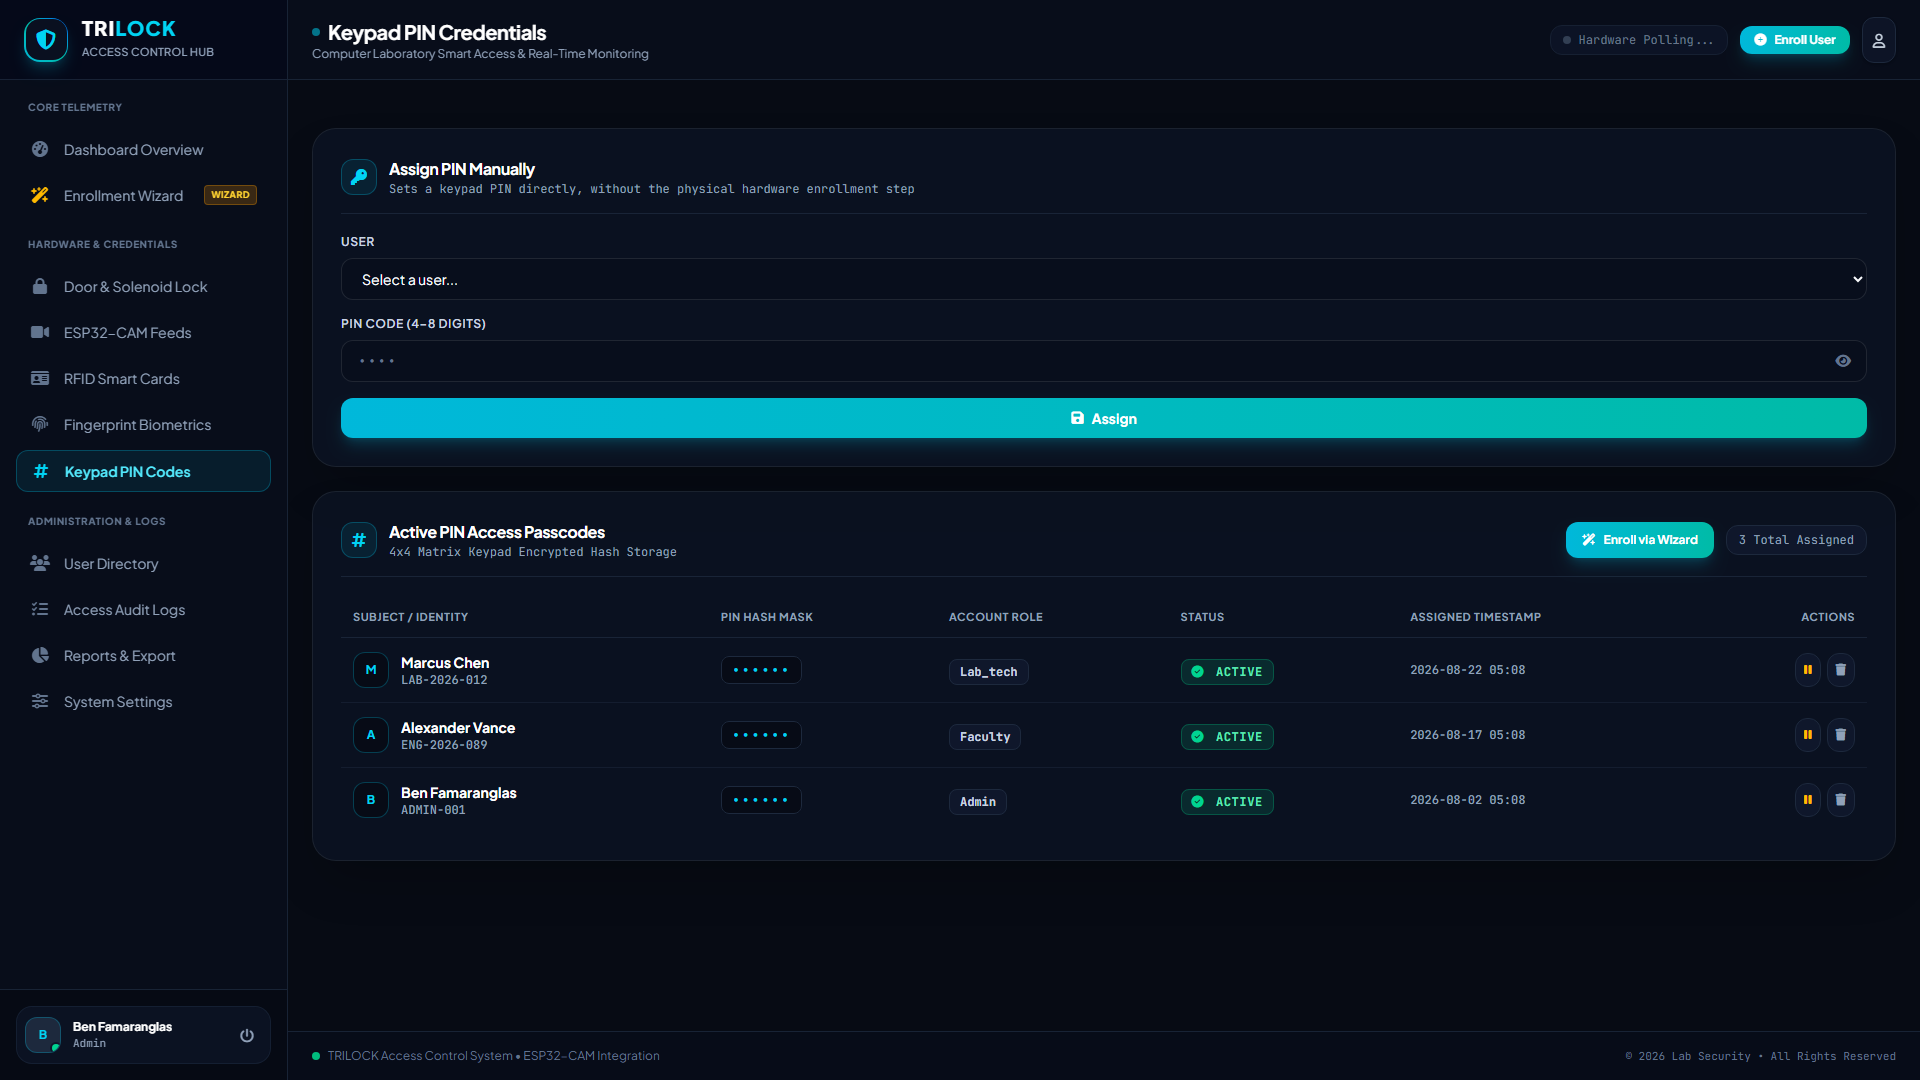 TRILOCK
ACCESS CONTROL HUB
CORE TELEMETRY
Dashboard Overview
Enrollment Wizard WIZARD
HARDWARE & CREDENTIALS
Door & Solenoid Lock
ESP32-CAM Feeds
RFID Smart Cards
Fingerprint Biometrics
Keypad PIN Codes
ADMINISTRATION & LOGS
User Directory
Access Audit Logs
Reports & Export
System Settings
B Ben Famaranglas
Admin
Keypad PIN Credentials
Computer Laboratory Smart Access & Real-Time Monitoring
Hardware Polling...
Enroll User
Assign PIN Manually
Sets a keypad PIN directly, without the physical hardware enrollment step
USER
Select a user...
PIN CODE (4-8 DIGITS)
••••
Assign
Active PIN Access Passcodes
4x4 Matrix Keypad Encrypted Hash Storage
Enroll via Wizard
3 Total Assigned
SUBJECT / IDENTITY PIN HASH MASK ACCOUNT ROLE STATUS ASSIGNED TIMESTAMP ACTIONS
M Marcus Chen •••••• Lab_tech ACTIVE 2026-08-22 05:08
LAB-2026-012
A Alexander Vance •••••• Faculty ACTIVE 2026-08-17 05:08
ENG-2026-089
B Ben Famaranglas •••••• Admin ACTIVE 2026-08-02 05:08
ADMIN-001
TRILOCK Access Control System • ESP32-CAM Integration
© 2026 Lab Security • All Rights Reserved